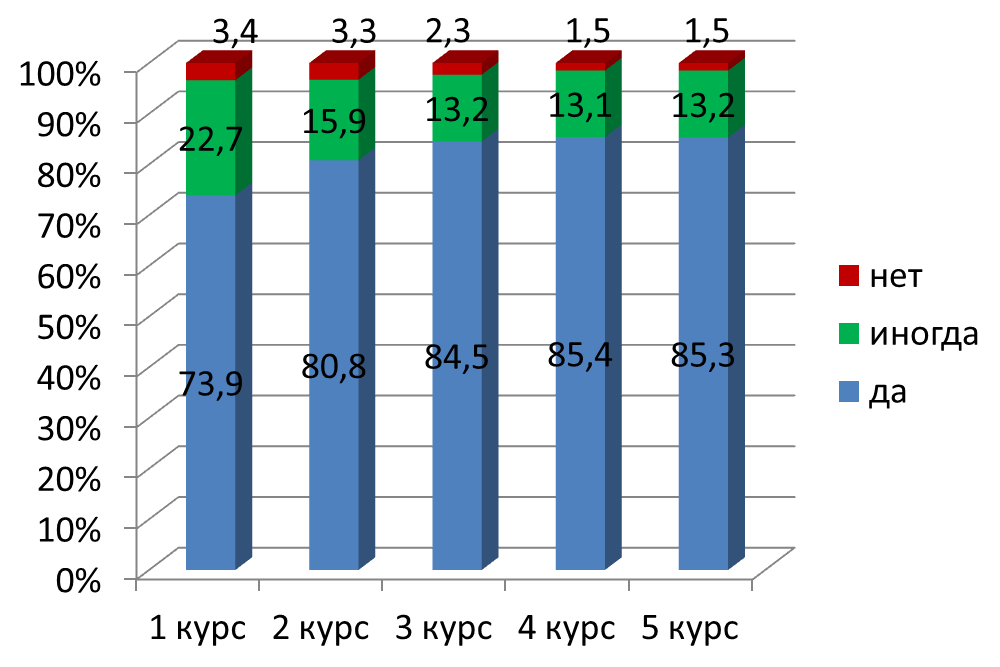 3,4 3,3 2,3 1,5 1,5
100%
90%
80%
70%
60%
50%
40%
30%
20%
10%
0%
22,7 15,9 13,2 13,1 13,2
73,9 80,8 84,5 85,4 85,3
1 курс 2 курс 3 курс 4 курс 5 курс
нет
иногда
да